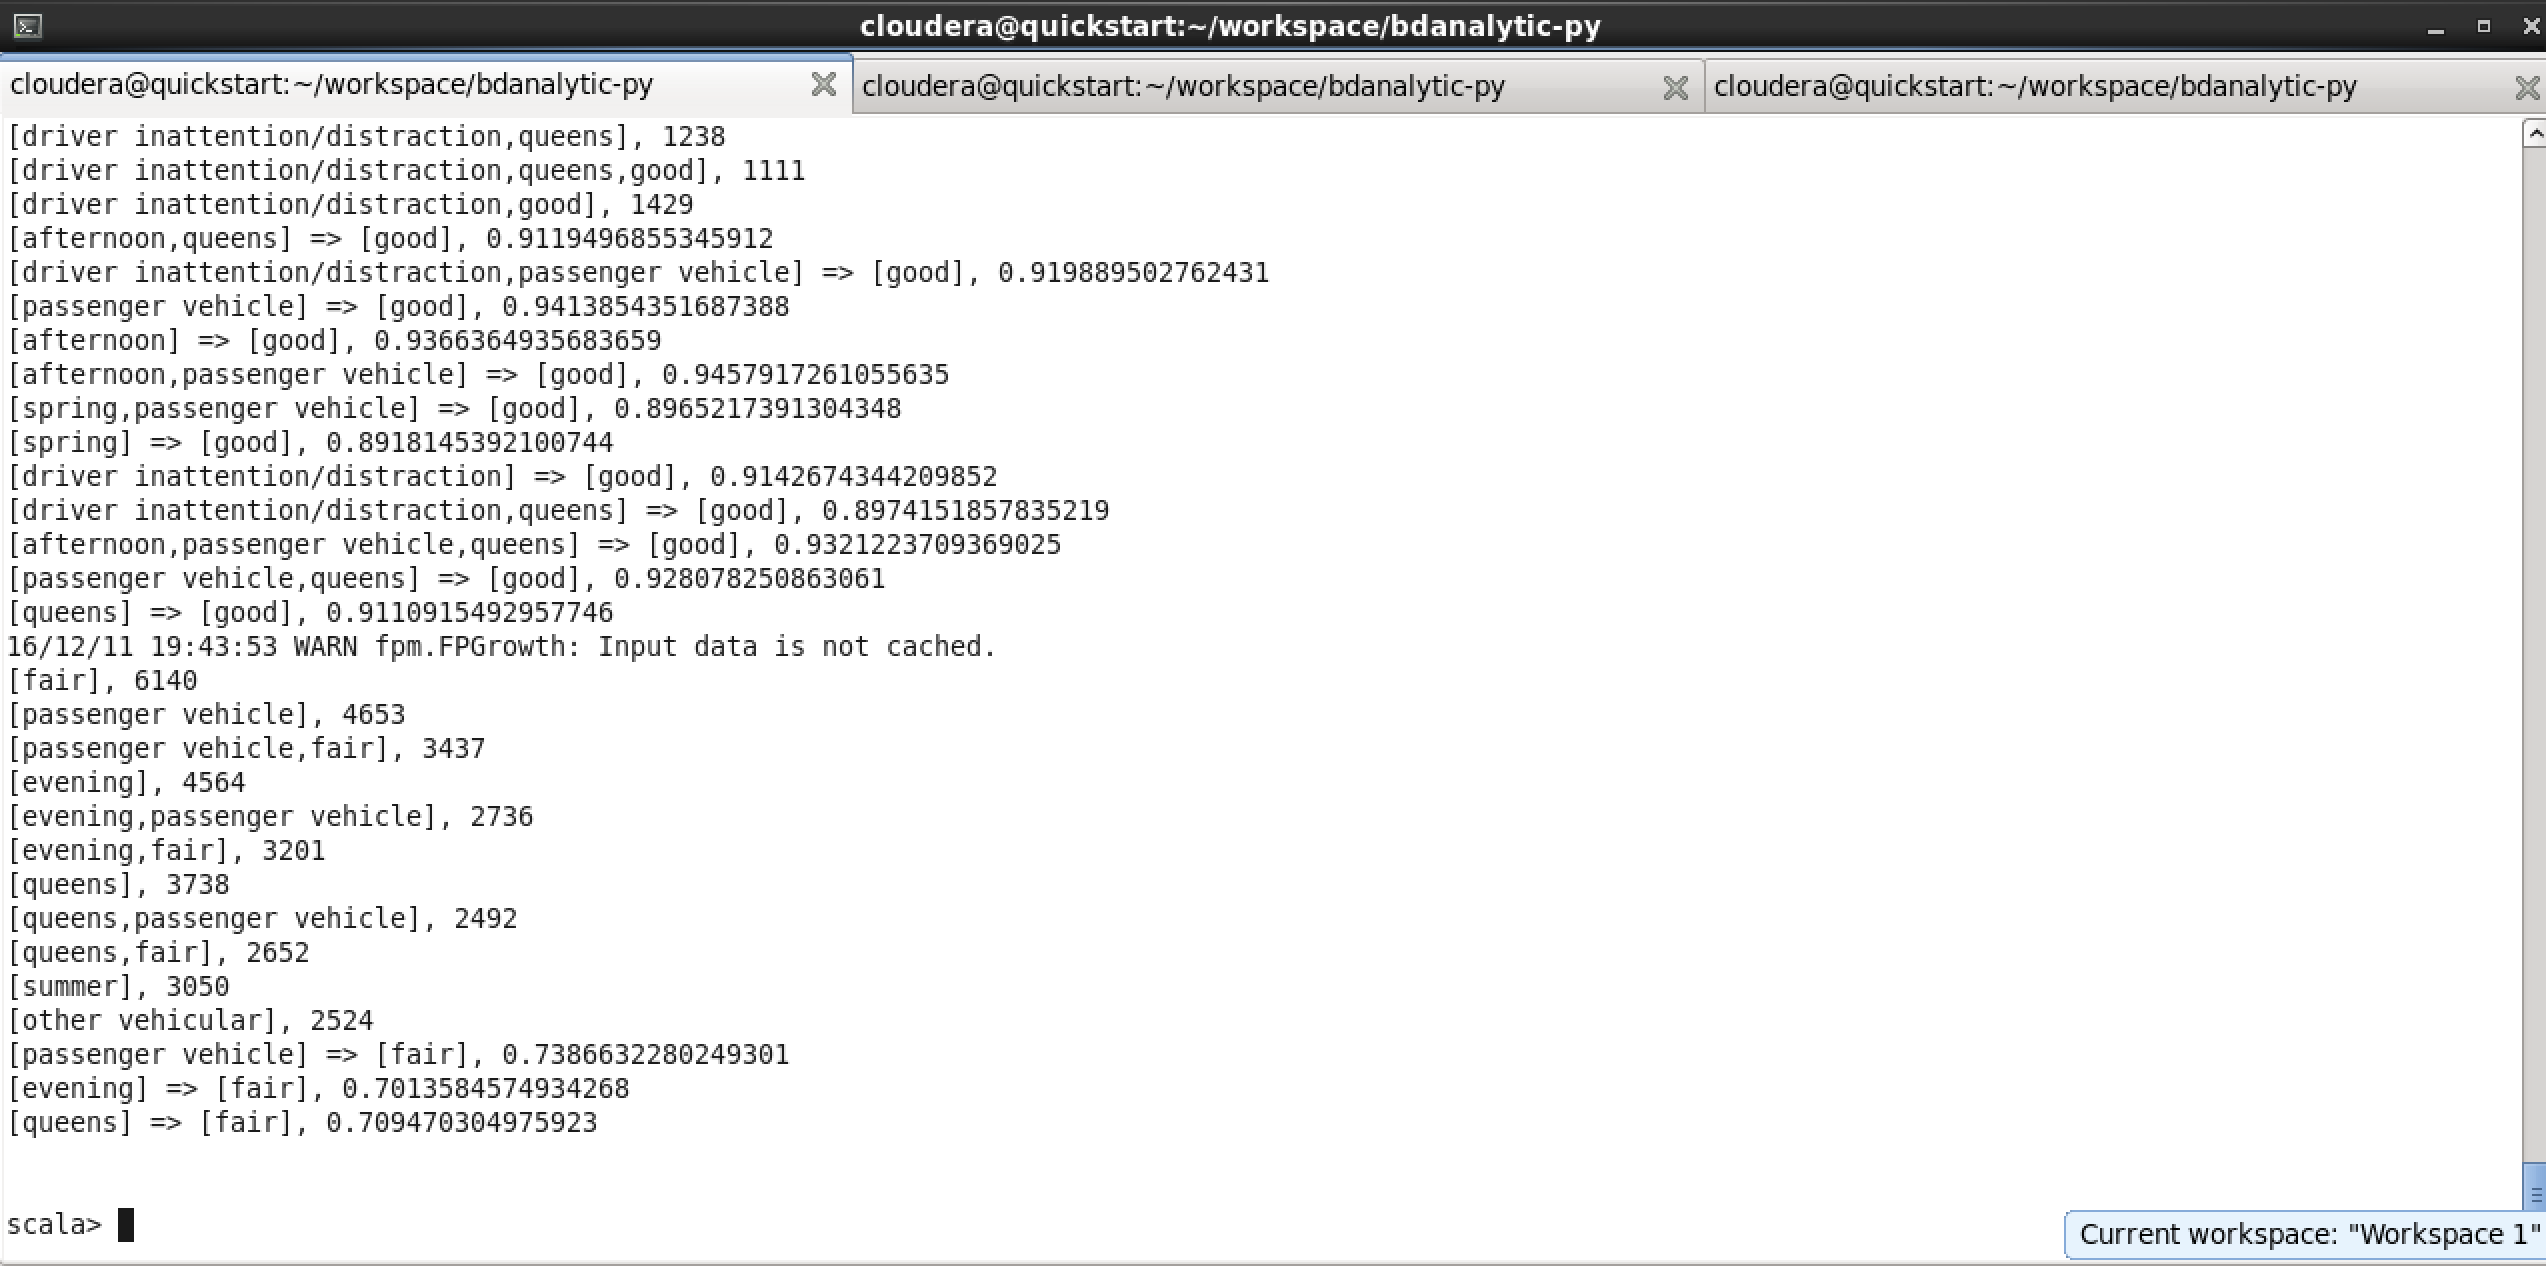 cloudera@quickstart:~/workspace/bdanalytic-py
cloudera@quickstart:~/workspace/bdanalytic-py
cloudera@quickstart:~/workspace/bdanalytic-py
cloudera@quickstart:~/workspace/bdanalytic-py
[driver inattention/distraction,queens], 1238
[driver inattention/distraction,queens,good], 1111
[driver inattention/distraction,good], 1429
[afternoon,queens] => [good], 0.9119496855345912
[driver inattention/distraction,passenger vehicle] => [good], 0.919889502762431
[passenger vehicle] => [good], 0.9413854351687388
[afternoon] => [good], 0.9366364935683659
[afternoon,passenger vehicle] => [good], 0.9457917261055635
[spring,passenger vehicle] => [good], 0.8965217391304348
[spring] => [good], 0.8918145392100744
[driver inattention/distraction] => [good], 0.9142674344209852
[driver inattention/distraction,queens] => [good], 0.8974151857835219
[afternoon,passenger vehicle,queens] => [good], 0.9321223709369025
[passenger vehicle,queens] => [good], 0.928078250863061
[queens] => [good], 0.9110915492957746
16/12/11 19:43:53 WARN fpm.FPGrowth: Input data is not cached.
[fair], 6140
[passenger vehicle], 4653
[passenger vehicle,fair], 3437
[evening], 4564
[evening,passenger vehicle], 2736
[evening,fair], 3201
[queens], 3738
[queens,passenger vehicle], 2492
[queens,fair], 2652
[summer], 3050
[other vehicular], 2524
[passenger vehicle] => [fair], 0.7386632280249301
[evening] => [fair], 0.7013584574934268
[queens] => [fair], 0.709470304975923
scala>
Current workspace: "Workspace 1"